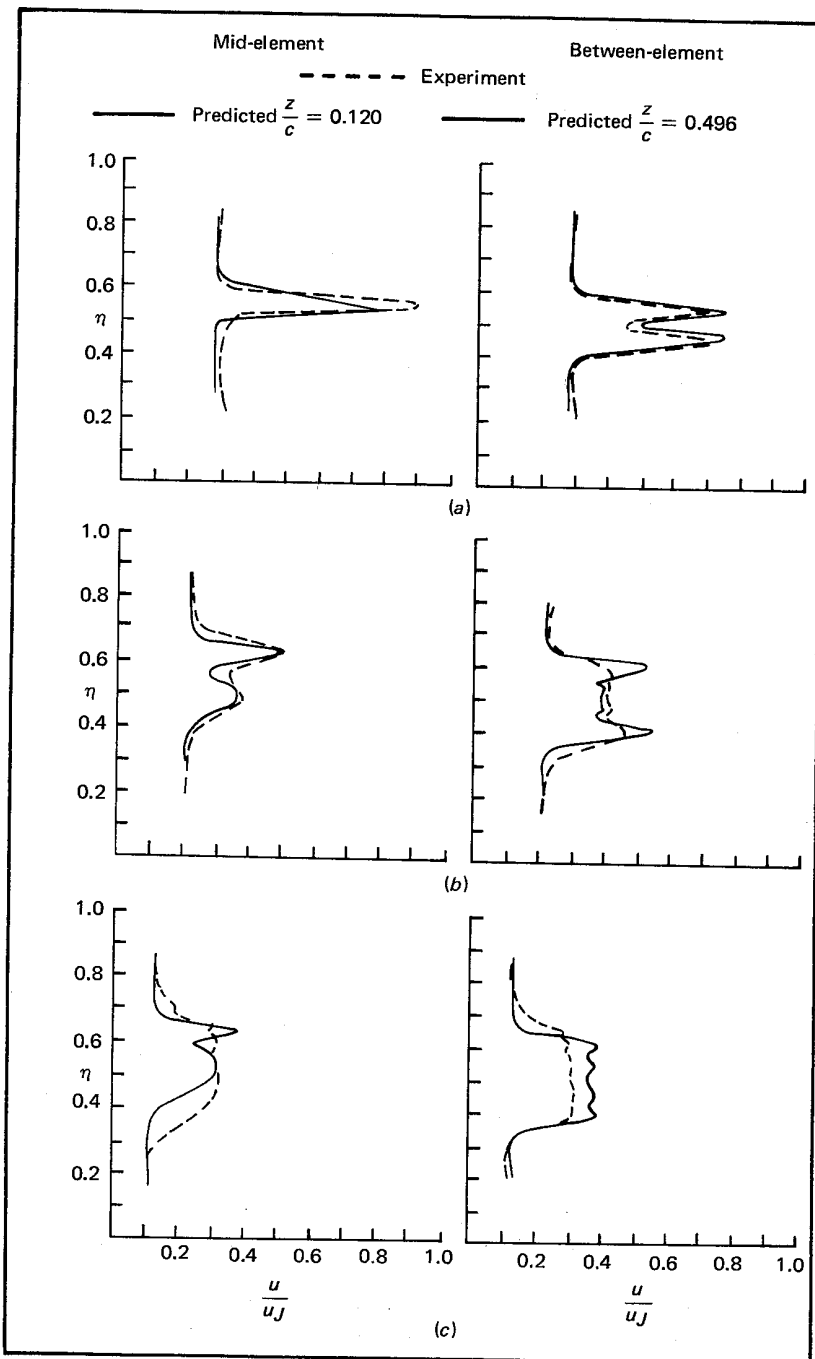 Mid-element Between-element
Experiment
Predicted z/c = 0.120 Predicted z/c = 0.496
1.0
0.8
0.6
η
0.4
0.2
(a)
1.0
0.8
0.6
η
0.4
0.2
(b)
1.0
0.8
0.6
η
0.4
0.2
0.2 0.4 0.6 0.8 1.0 0.2 0.4 0.6 0.8 1.0
u/uJ u/uJ
(c)